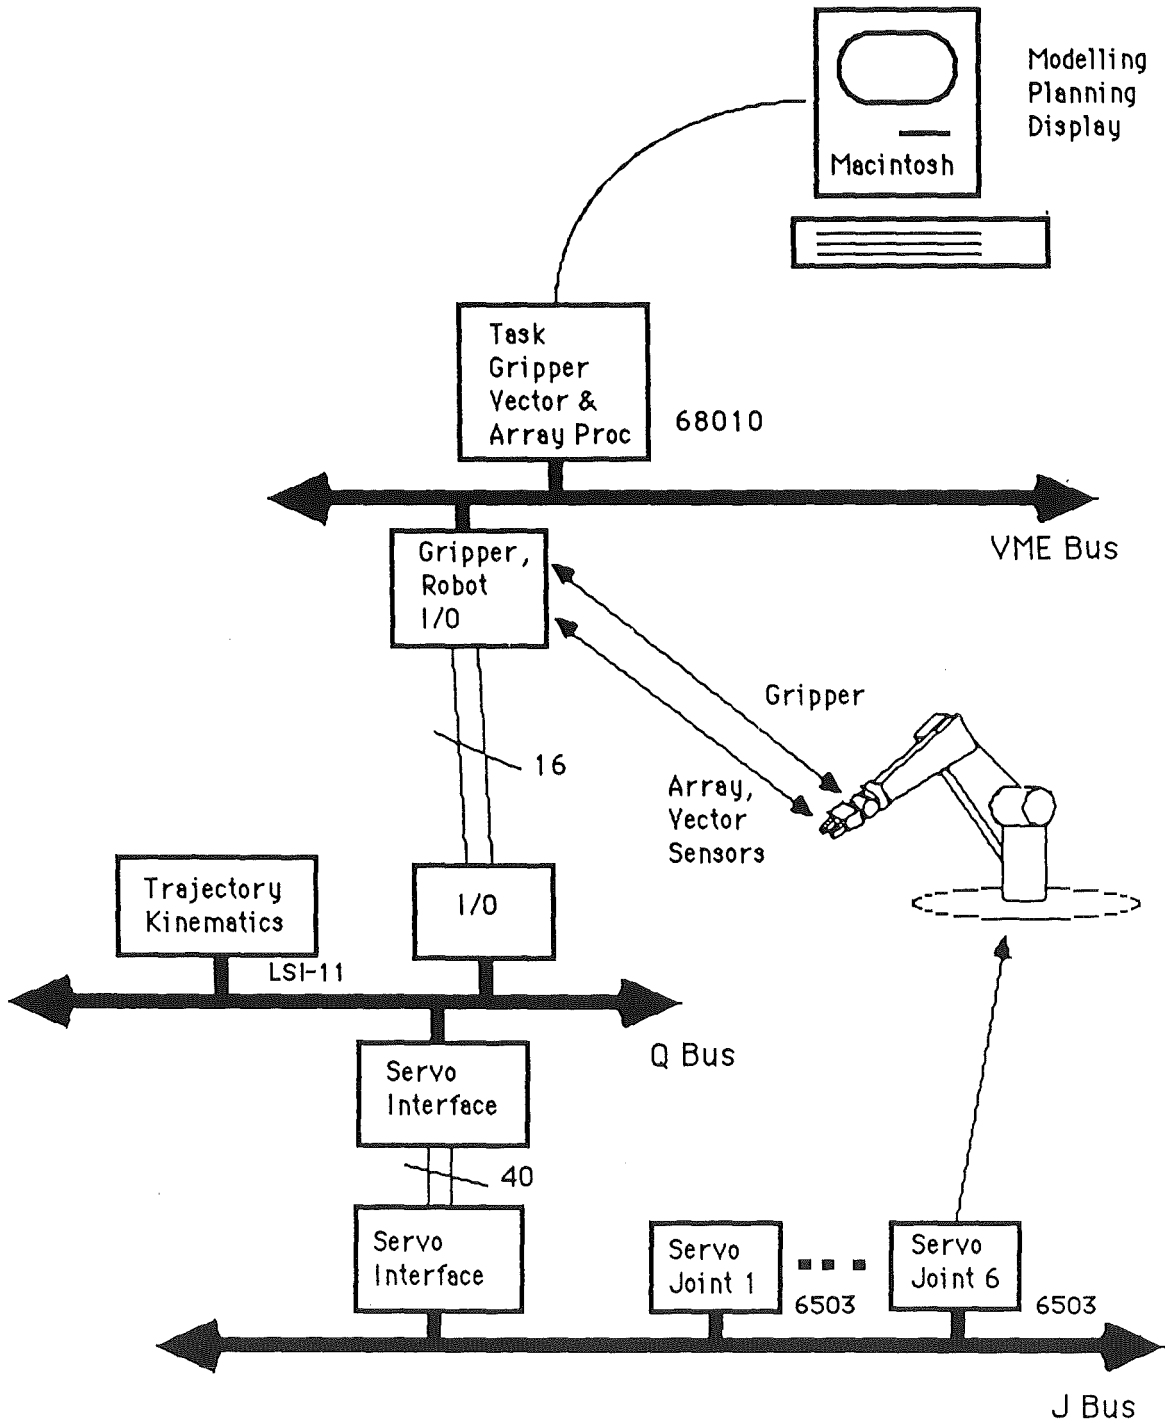 Modelling
Planning
Display
Macintosh
Task
Gripper
Vector &
Array Proc
68010
VME Bus
Gripper,
Robot
I/O
Gripper
16
Array,
Vector
Sensors
Trajectory
Kinematics
I/O
LSI-11
Q Bus
Servo
Interface
40
Servo
Interface
Servo
Joint 1
6503
Servo
Joint 6
6503
J Bus